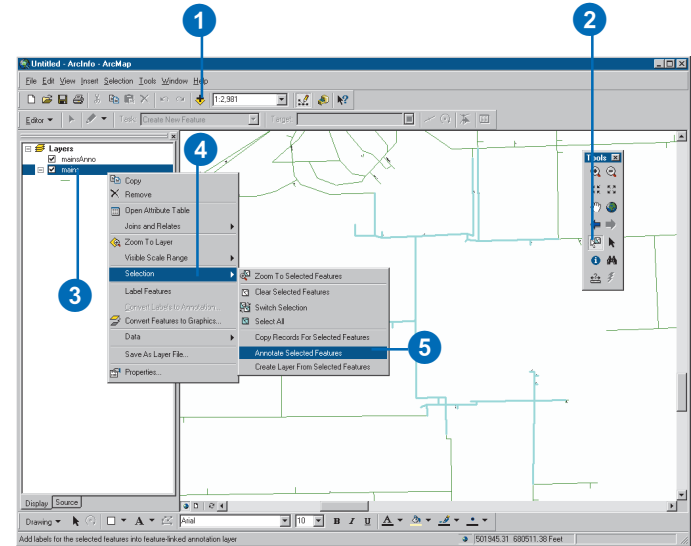 1
2
Untitled - ArcInfo - ArcMap
File Edit View Insert Selection Tools Window Help
1:2,981
Editor Task: Create New Feature Target:
Layers
mainsAnno
mains
Tools
4
3
5
Copy
Remove
Open Attribute Table
Joins and Relates
Zoom To Layer
Visible Scale Range
Selection
Label Features
Convert Labels to Annotation...
Convert Features to Graphics...
Data
Save As Layer File...
Properties...
Zoom To Selected Features
Clear Selected Features
Switch Selection
Select All
Copy Records For Selected Features
Annotate Selected Features
Create Layer From Selected Features
Display Source
Drawing A Arial 10 B I U A
Add labels for the selected features into feature-linked annotation layer
501945.31 680511.38 Feet